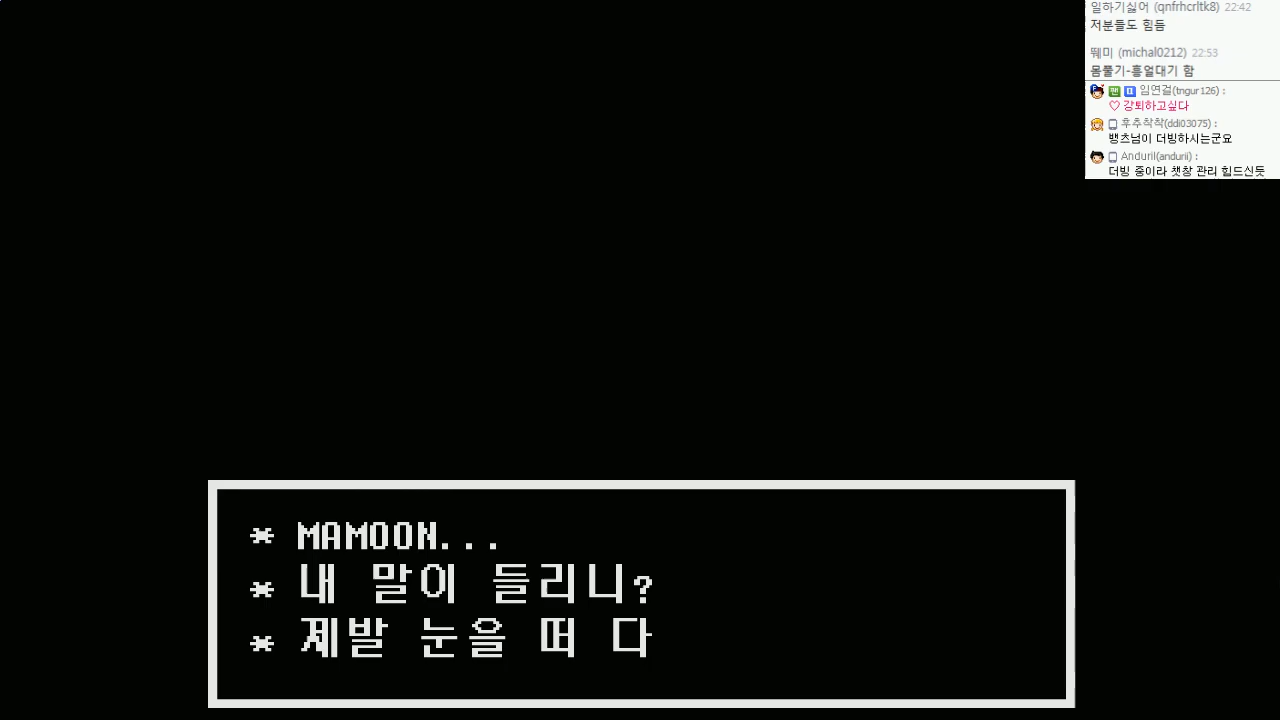 일하기싫어 (qnfrhcrltk8) 22:42
저분들도 힘듬
뛔미 (michal0212) 22:53
몸풀기-흥얼대기 함
임연걸(tngur126) :
♡ 강퇴하고싶다
후추착착(ddi03075) :
뱅츠님이 더빙하시는군요
Anduril(andurii) :
더빙 중이라 챗창 관리 힘드신듯
* MAMOON...
* 내 말이 들리니?
* 제발 눈을 떠 다